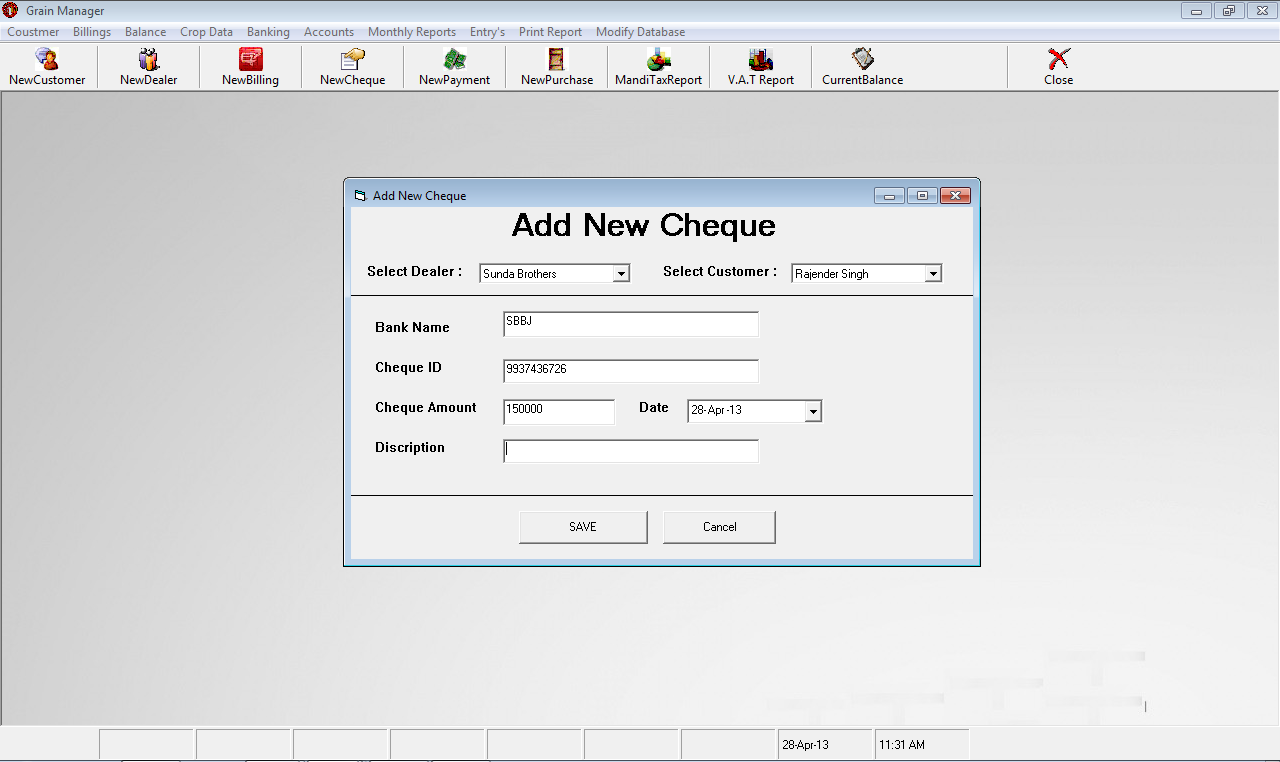 Grain Manager
Coustmer Billings Balance Crop Data Banking Accounts Monthly Reports Entry's Print Report Modify Database
NewCustomer NewDealer NewBilling NewCheque NewPayment NewPurchase MandiTaxReport V.A.T Report CurrentBalance Close
Add New Cheque
Add New Cheque
Select Dealer : Sunda Brothers Select Customer : Rajender Singh
Bank Name SBBJ
Cheque ID 9937436726
Cheque Amount 150000 Date 28-Apr-13
Discription
SAVE Cancel
28-Apr-13 11:31 AM